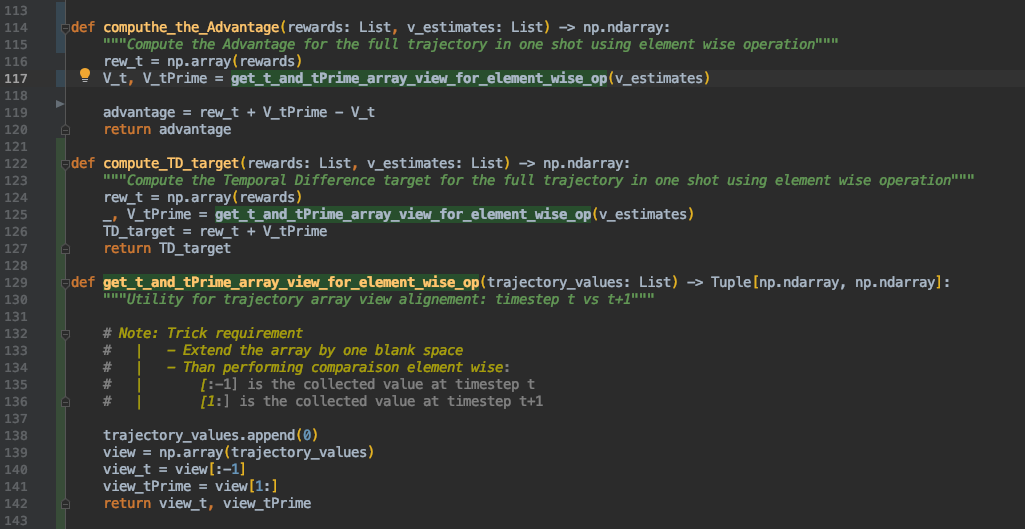 113
114 def computhe_the_Advantage(rewards: List, v_estimates: List) -> np.ndarray:
115 """Compute the Advantage for the full trajectory in one shot using element wise operation"""
116 rew_t = np.array(rewards)
117 V_t, V_tPrime = get_t_and_tPrime_array_view_for_element_wise_op(v_estimates)
118
119 advantage = rew_t + V_tPrime - V_t
120 return advantage
121
122 def compute_TD_target(rewards: List, v_estimates: List) -> np.ndarray:
123 """Compute the Temporal Difference target for the full trajectory in one shot using element wise operation"""
124 rew_t = np.array(rewards)
125 _, V_tPrime = get_t_and_tPrime_array_view_for_element_wise_op(v_estimates)
126 TD_target = rew_t + V_tPrime
127 return TD_target
128
129 def get_t_and_tPrime_array_view_for_element_wise_op(trajectory_values: List) -> Tuple[np.ndarray, np.ndarray]:
130 """Utility for trajectory array view alignement: timestep t vs t+1"""
131
132 # Note: Trick requirement
133 # | - Extend the array by one blank space
134 # | - Than performing comparaison element wise:
135 # | [:-1] is the collected value at timestep t
136 # | [1:] is the collected value at timestep t+1
137
138 trajectory_values.append(0)
139 view = np.array(trajectory_values)
140 view_t = view[:-1]
141 view_tPrime = view[1:]
142 return view_t, view_tPrime
143